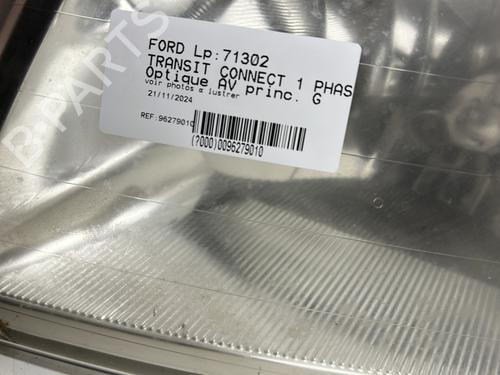 B-PARTS
FORD Lp:71302
TRANSIT CONNECT 1 PHAS
Optique AV princ. G
voir photos α lustrer
21/11/2024
REF:96279010
(?000)0096279010